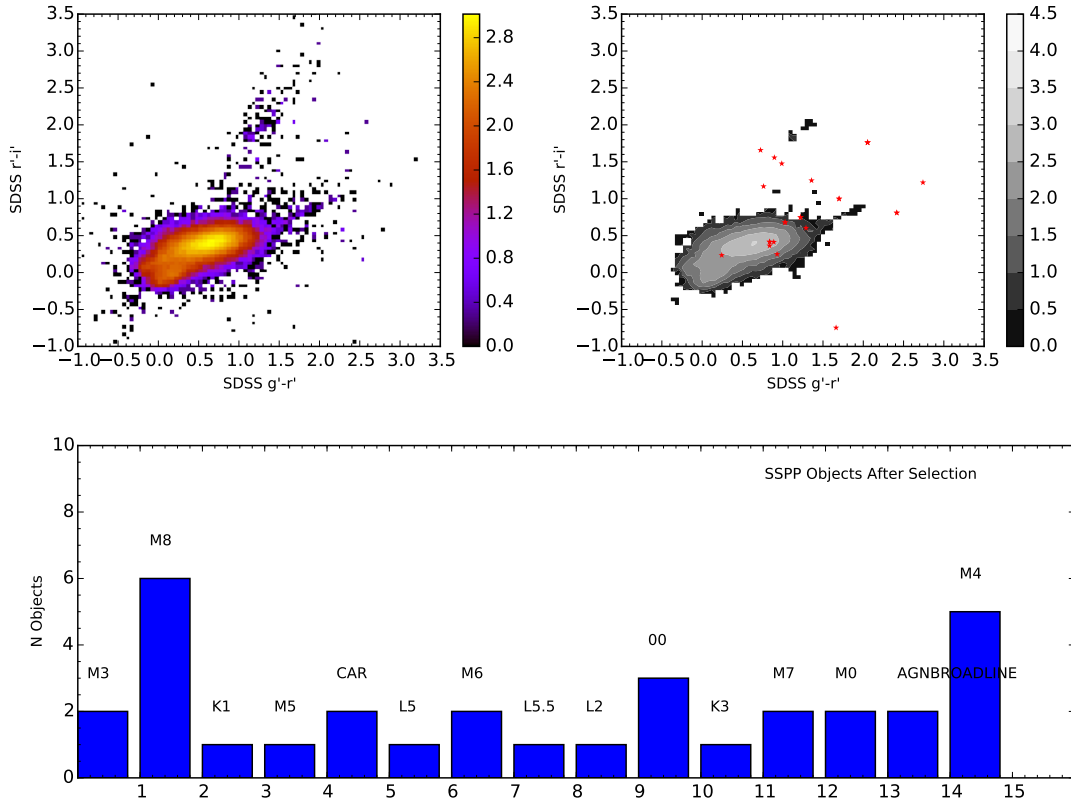 3.5
3.0
2.5
2.0
1.5
1.0
0.5
0.0
−0.5
−1.0
SDSS r'-i'
−1.0 −0.5 0.0 0.5 1.0 1.5 2.0 2.5 3.0 3.5
SDSS g'-r'
2.8
2.4
2.0
1.6
1.2
0.8
0.4
0.0
3.5
3.0
2.5
2.0
1.5
1.0
0.5
0.0
−0.5
−1.0
SDSS r'-i'
−1.0 −0.5 0.0 0.5 1.0 1.5 2.0 2.5 3.0 3.5
SDSS g'-r'
4.5
4.0
3.5
3.0
2.5
2.0
1.5
1.0
0.5
0.0
10
8
6
4
2
0
N Objects
SSPP Objects After Selection
M3
M8
K1
M5
CAR
L5
M6
L5.5
L2
00
K3
M7
M0
AGNBROADLINE
M4
1 2 3 4 5 6 7 8 9 10 11 12 13 14 15